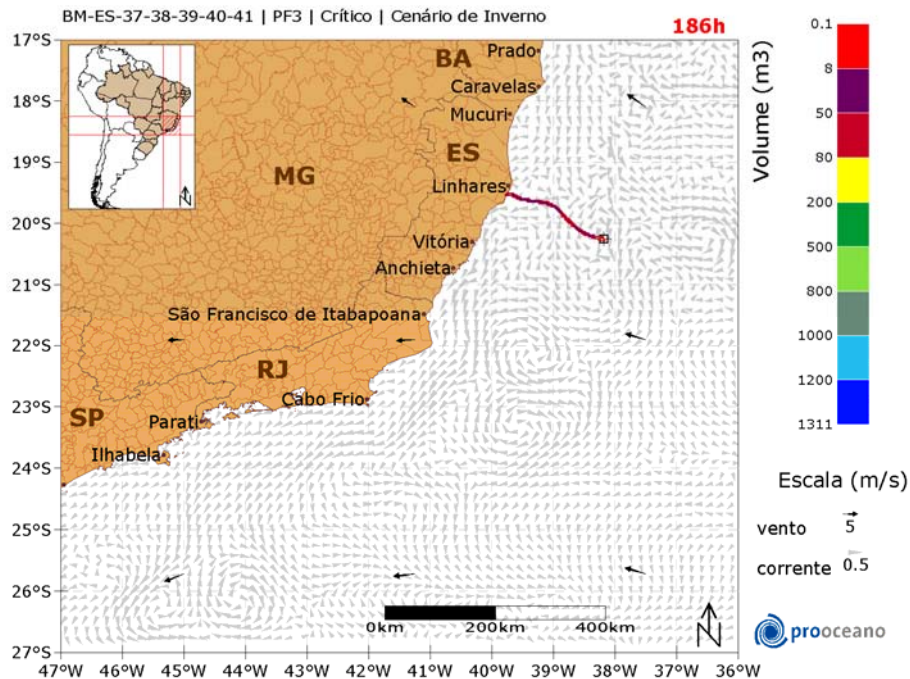 BM-ES-37-38-39-40-41 | PF3 | Crítico | Cenário de Inverno
186h
17°S
18°S
19°S
20°S
21°S
22°S
23°S
24°S
25°S
26°S
27°S
BA
Prado
Caravelas
Mucuri
ES
MG
Linhares
Vitória
Anchieta
São Francisco de Itabapoana
RJ
Cabo Frio
SP
Parati
Ilhabela
N
0km
200km
400km
N
47°W
46°W
45°W
44°W
43°W
42°W
41°W
40°W
39°W
38°W
37°W
36°W
Volume (m3)
0.1
8
50
80
200
500
800
1000
1200
1311
Escala (m/s)
vento 5
corrente 0.5
prooceano